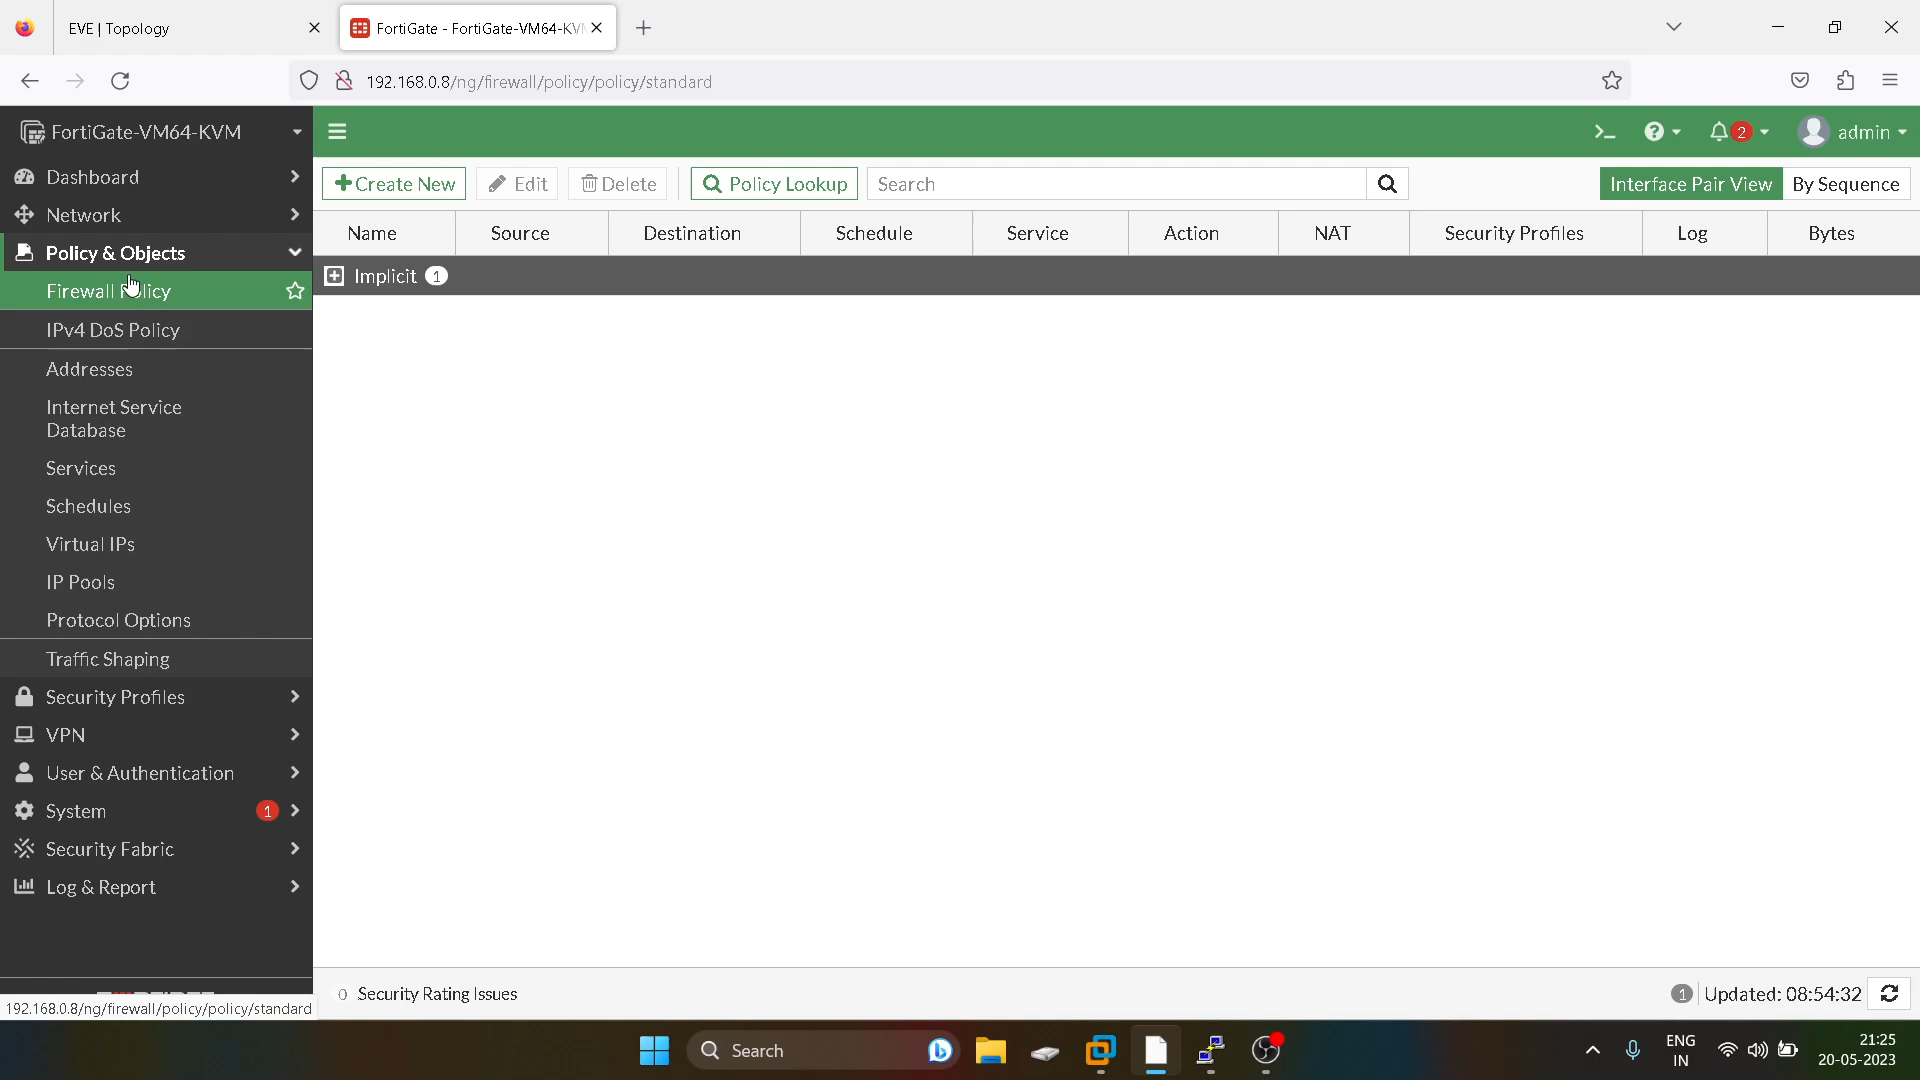 EVE | Topology
FortiGate - FortiGate-VM64-KVM
192.168.0.8/ng/firewall/policy/policy/standard
FortiGate-VM64-KVM
2
admin
Dashboard
Network
Policy & Objects
Firewall Policy
IPv4 DoS Policy
Addresses
Internet Service
Database
Services
Schedules
Virtual IPs
IP Pools
Protocol Options
Traffic Shaping
Security Profiles
VPN
User & Authentication
System 1
Security Fabric
Log & Report
192.168.0.8/ng/firewall/policy/policy/standard
Create New Edit Delete Policy Lookup Search Interface Pair View By Sequence
Name Source Destination Schedule Service Action NAT Security Profiles Log Bytes
Implicit 1
0 Security Rating Issues
1 Updated: 08:54:32
Search
ENG
IN
21:25
20-05-2023